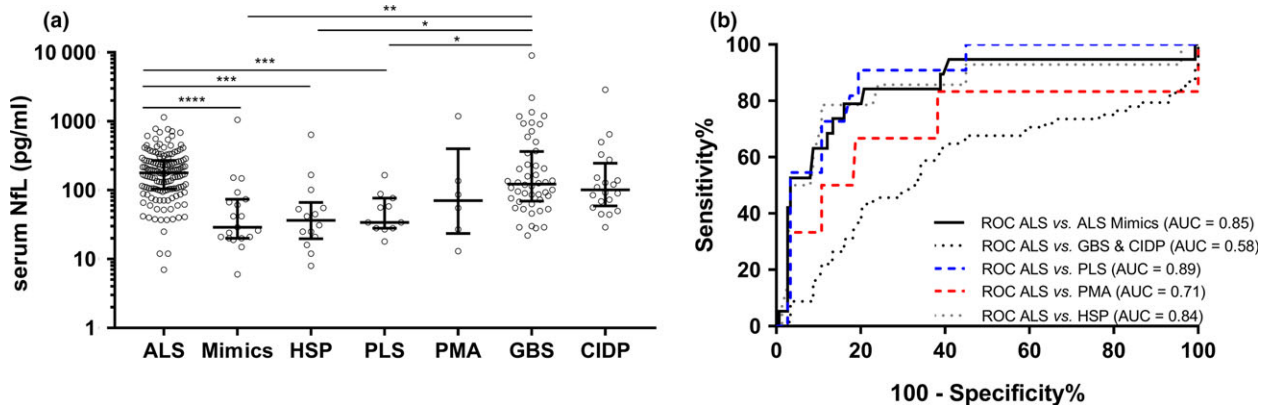 (a)
**
*
*
***
***
****
10 000
1000
100
10
1
serum NfL (pg/ml)
ALS Mimics HSP PLS PMA GBS CIDP
(b)
100
80
60
40
20
0
Sensitivity%
ROC ALS vs. ALS Mimics (AUC = 0.85)
ROC ALS vs. GBS & CIDP (AUC = 0.58)
ROC ALS vs. PLS (AUC = 0.89)
ROC ALS vs. PMA (AUC = 0.71)
ROC ALS vs. HSP (AUC = 0.84)
0 20 40 60 80 100
100 - Specificity%